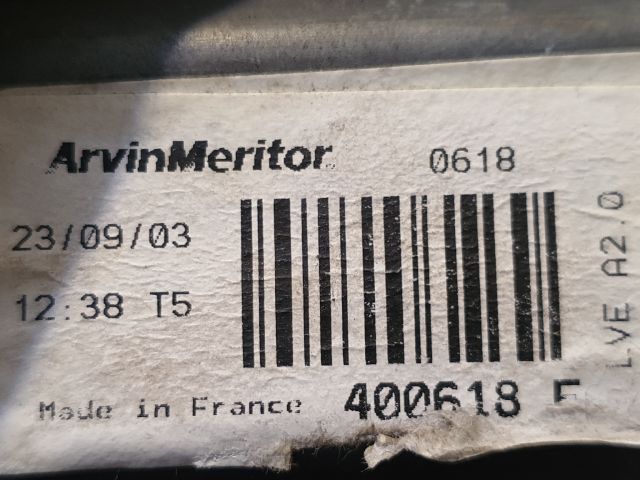 ArvinMeritor 0618
23/09/03
12:38 T5
LVE A2.0
Made in France 400618